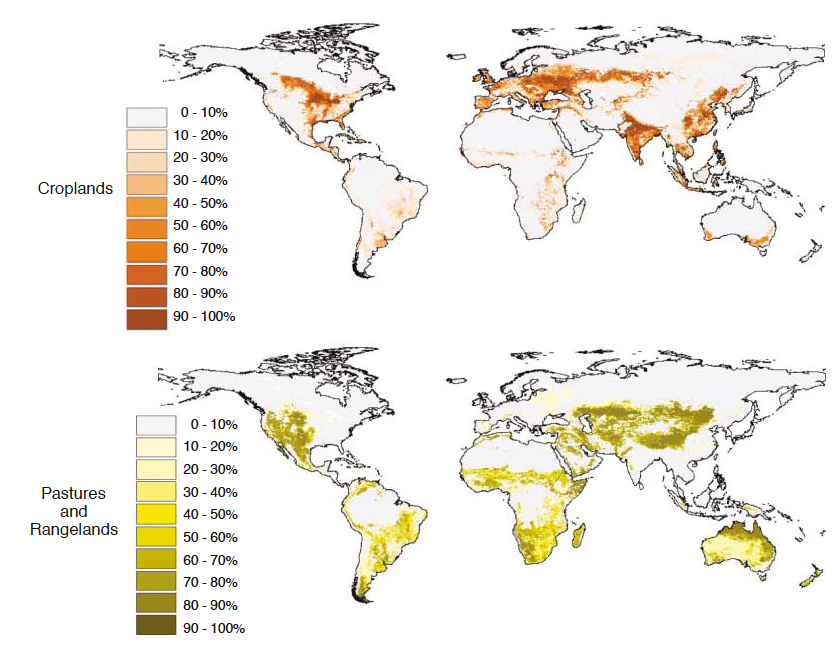 Croplands
0 - 10%
10 - 20%
20 - 30%
30 - 40%
40 - 50%
50 - 60%
60 - 70%
70 - 80%
80 - 90%
90 - 100%
Pastures
and
Rangelands
0 - 10%
10 - 20%
20 - 30%
30 - 40%
40 - 50%
50 - 60%
60 - 70%
70 - 80%
80 - 90%
90 - 100%